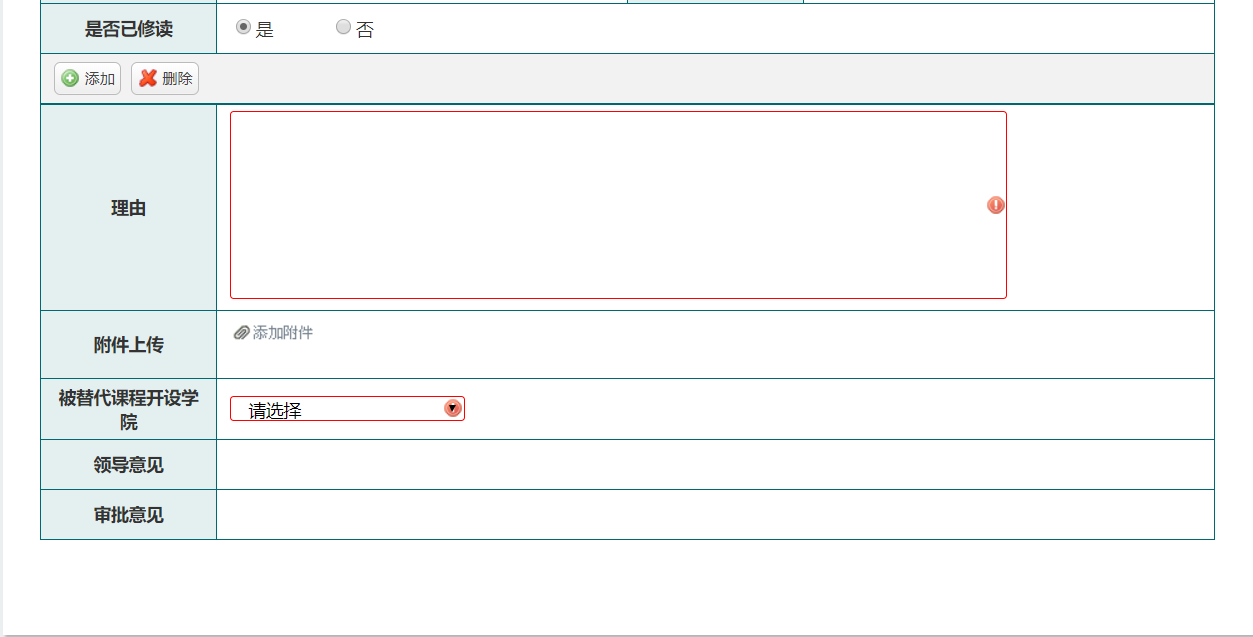 是否已修读
是
否
添加
删除
理由
附件上传
添加附件
被替代课程开设学
院
请选择
领导意见
审批意见